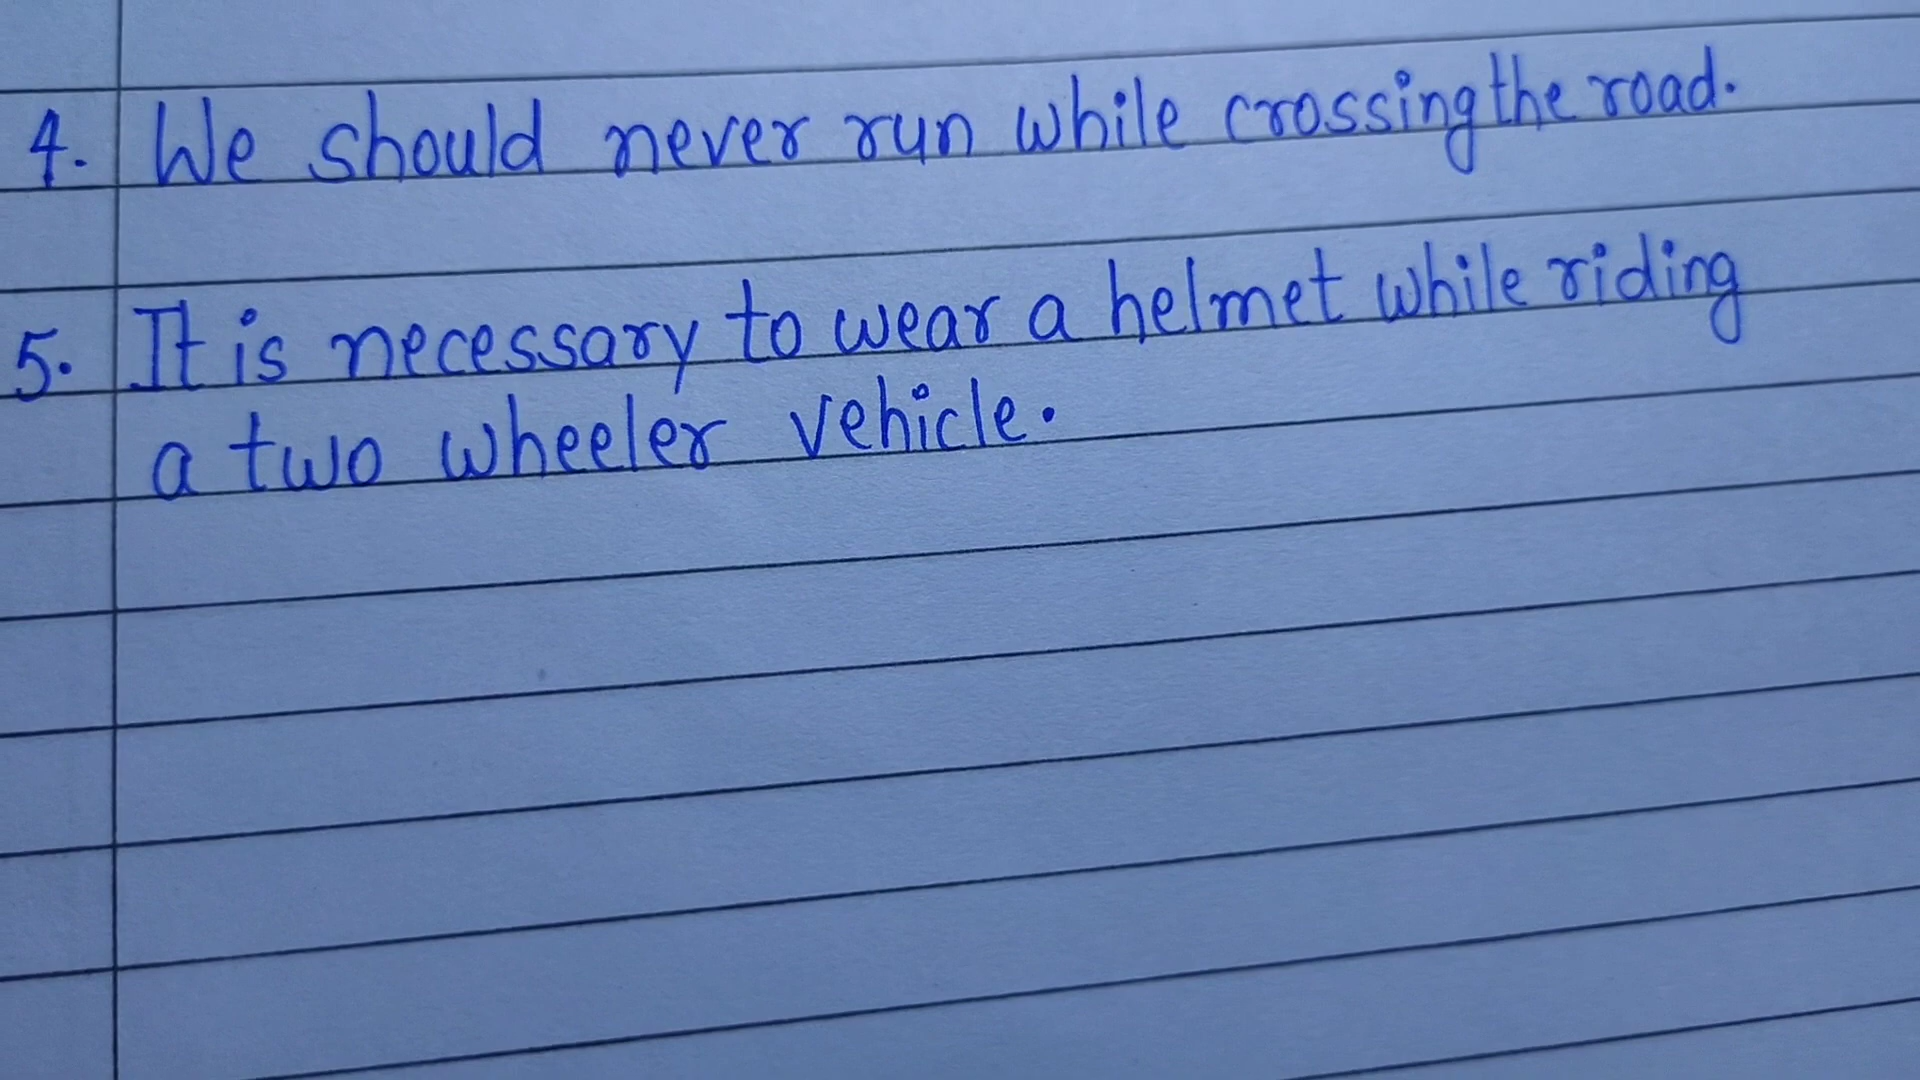 4. We should never run while crossing the road.
5. It is necessary to wear a helmet while riding
a two wheeler vehicle.